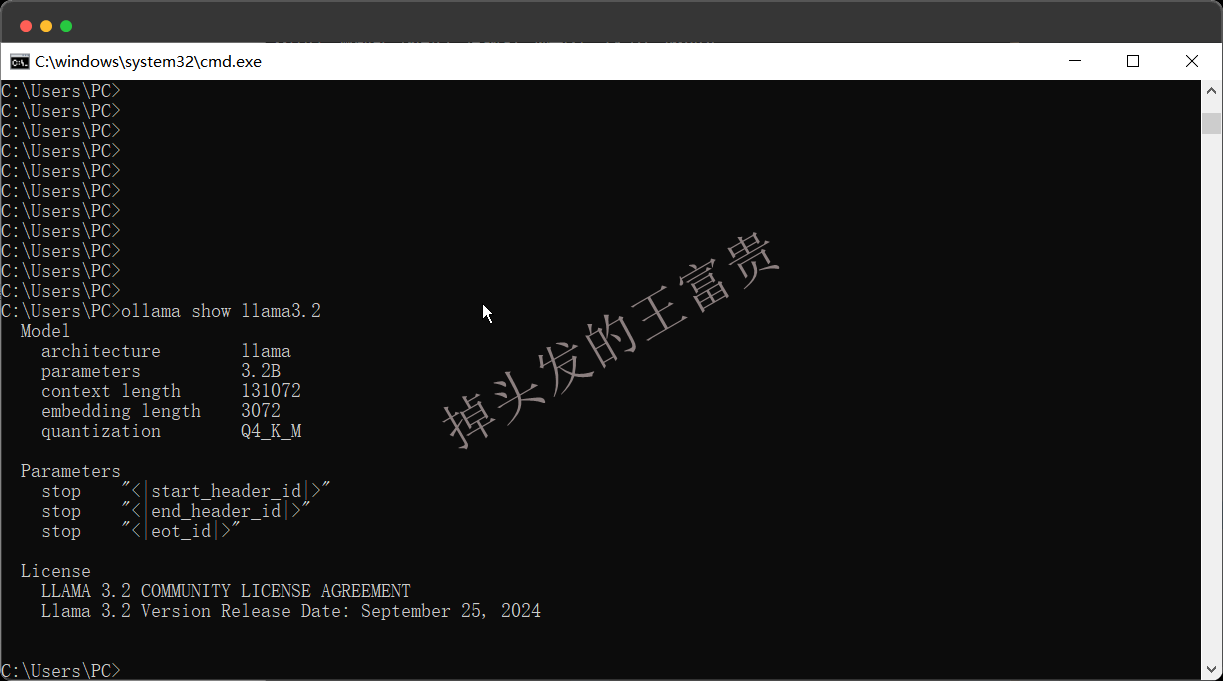 C:\windows\system32\cmd.exe
C:\Users\PC>
C:\Users\PC>
C:\Users\PC>
C:\Users\PC>
C:\Users\PC>
C:\Users\PC>
C:\Users\PC>
C:\Users\PC>
C:\Users\PC>
C:\Users\PC>
C:\Users\PC>
C:\Users\PC>ollama show llama3.2
Model
architecture llama
parameters 3.2B
context length 131072
embedding length 3072
quantization Q4_K_M
Parameters
stop "<|start_header_id|>"
stop "<|end_header_id|>"
stop "<|eot_id|>"
License
LLAMA 3.2 COMMUNITY LICENSE AGREEMENT
Llama 3.2 Version Release Date: September 25, 2024
C:\Users\PC>
掉头发的王富贵